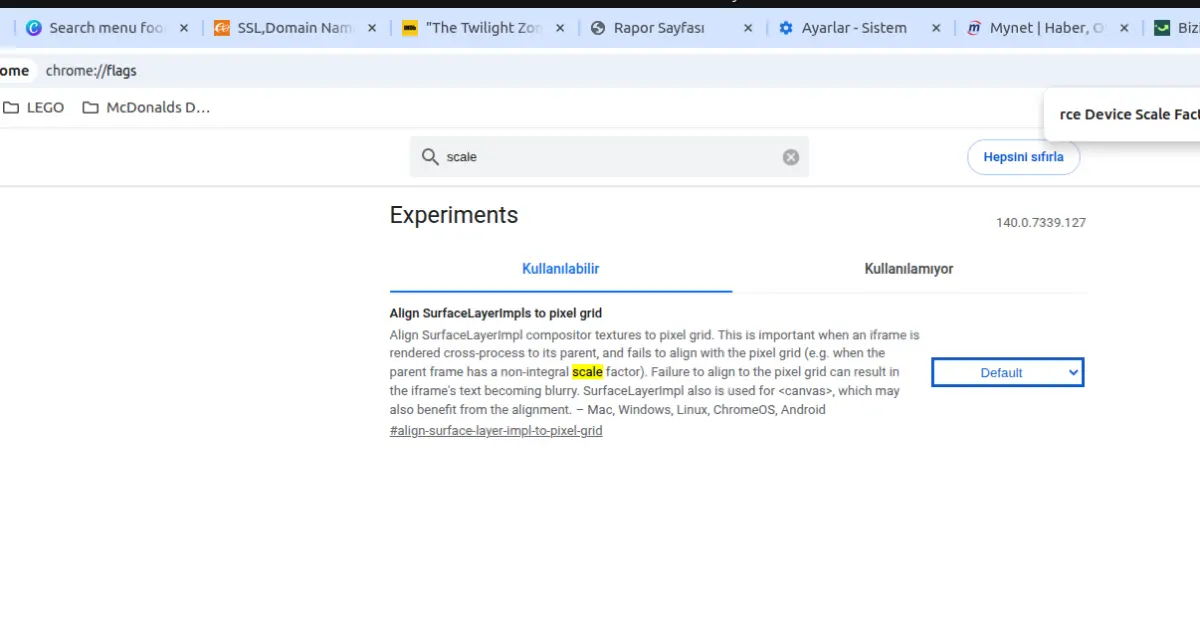 Search menu foo
SSL,Domain Nam
"The Twilight Zon
Rapor Sayfası
Ayarlar - Sistem
Mynet | Haber, O
Bizi
ome
chrome://flags
LEGO
McDonalds D...
rce Device Scale Fact
scale
Hepsini sıfırla
Experiments
140.0.7339.127
Kullanılabilir
Kullanılamıyor
Align SurfaceLayerImpls to pixel grid
Align SurfaceLayerImpl compositor textures to pixel grid. This is important when an iframe is
rendered cross-process to its parent, and fails to align with the pixel grid (e.g. when the
parent frame has a non-integral scale factor). Failure to align to the pixel grid can result in
the iframe's text becoming blurry. SurfaceLayerImpl also is used for <canvas>, which may
also benefit from the alignment. – Mac, Windows, Linux, ChromeOS, Android
#align-surface-layer-impl-to-pixel-grid
Default